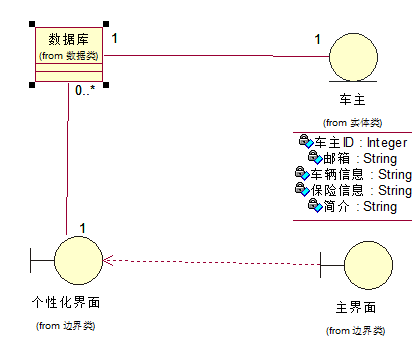 数据库
(from 数据类)
1
1
0..*
车主
(from 实体类)
车主ID : Integer
邮箱 : String
车辆信息 : String
保险信息 : String
简介 : String
1
个性化界面
(from 边界类)
主界面
(from 边界类)